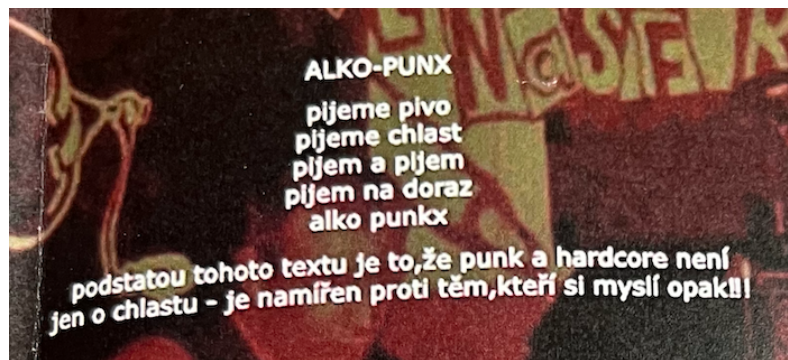 ALKO-PUNX
pijeme pivo
pijeme chlast
pijem a pijem
pijem na doraz
alko punkx
podstatou tohoto textu je to,že punk a hardcore není
jen o chlastu - je namířen proti těm,kteří si myslí opak!!!